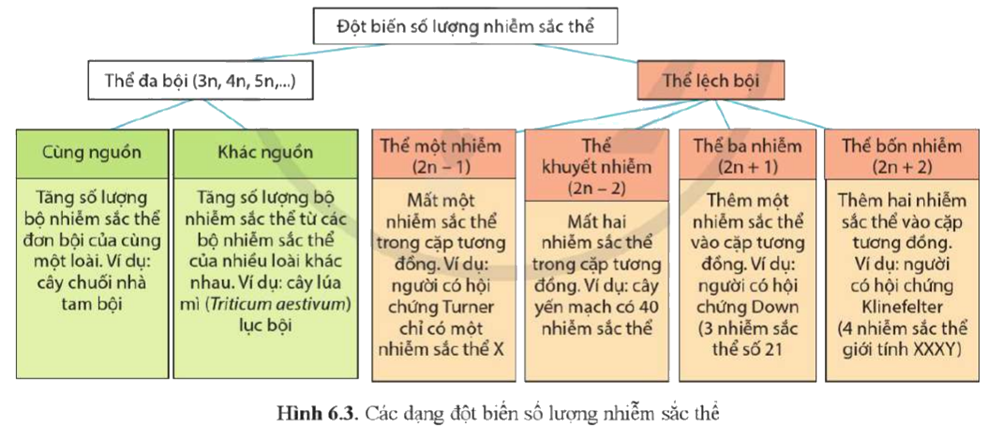 Đột biến số lượng nhiễm sắc thể
Thể đa bội (3n, 4n, 5n,...)
Thể lệch bội
Cùng nguồn
Tăng số lượng
bộ nhiễm sắc thể
đơn bội của cùng
một loài. Ví dụ:
cây chuối nhà
tam bội
Khác nguồn
Tăng số lượng bộ
nhiễm sắc thể từ các
bộ nhiễm sắc thể
của nhiều loài khác
nhau. Ví dụ: cây lúa
mì (Triticum aestivum)
lục bội
Thể một nhiễm
(2n – 1)
Mất một
nhiễm sắc thể
trong cặp tương
đồng. Ví dụ:
người có hội
chứng Turner
chỉ có một
nhiễm sắc thể X
Thể
khuyết nhiễm
(2n – 2)
Mất hai
nhiễm sắc thể
trong cặp tương
đồng. Ví dụ: cây
yến mạch có 40
nhiễm sắc thể
Thể ba nhiễm
(2n + 1)
Thêm một
nhiễm sắc thể
vào cặp tương
đồng. Ví dụ:
người có hội
chứng Down
(3 nhiễm sắc
thể số 21
Thể bốn nhiễm
(2n + 2)
Thêm hai nhiễm
sắc thể vào cặp
tương đồng.
Ví dụ: người
có hội chứng
Klinefelter
(4 nhiễm sắc thể
giới tính XXXY)
Hình 6.3. Các dạng đột biến số lượng nhiễm sắc thể